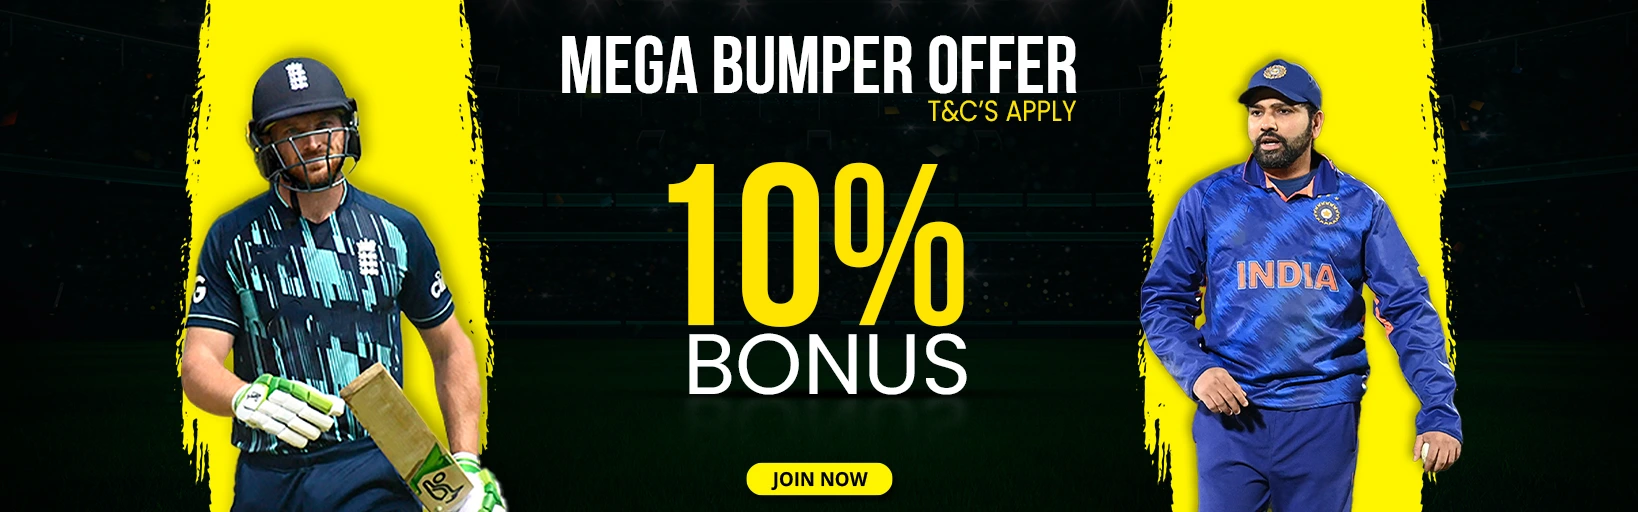 MEGA BUMPER OFFER
T&C'S APPLY
10%
BONUS
JOIN NOW
INDIA